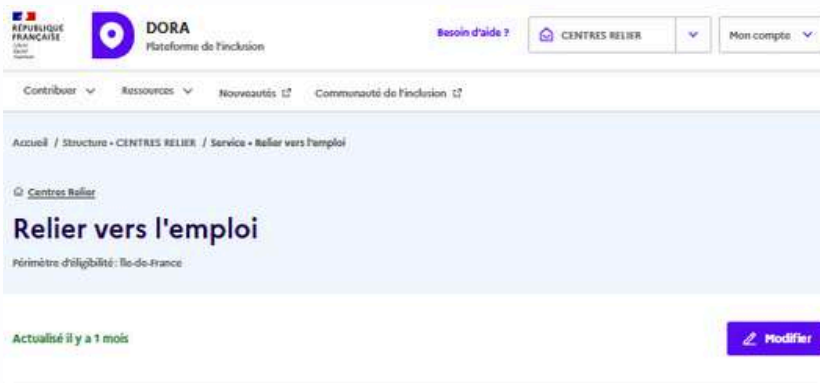 RÉPUBLIQUE
FRANÇAISE
DORA
Plateforme de l'inclusion
Besoin d'aide ?
CENTRES RELIER
Mon compte
Contribuer
Ressources
Nouveautés
Communauté de l'inclusion
Accueil / Structure • CENTRES RELIER / Service • Relier vers l'emploi
Centres Relier
Relier vers l'emploi
Périmètre d'éligibilité : Île-de-France
Actualisé il y a 1 mois
Modifier